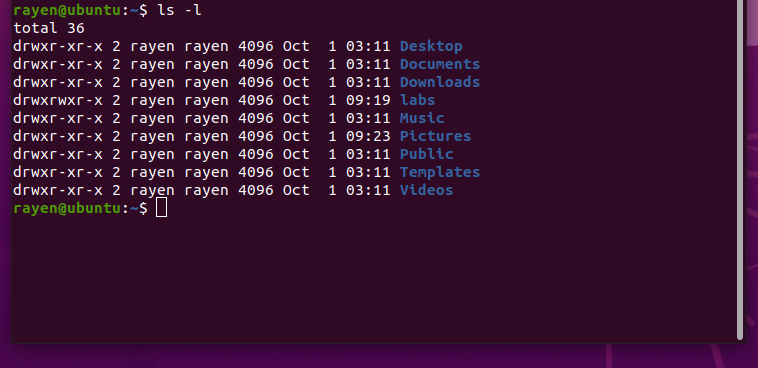 rayen@ubuntu:~$ ls -l
total 36
drwxr-xr-x 2 rayen rayen 4096 Oct  1 03:11 Desktop
drwxr-xr-x 2 rayen rayen 4096 Oct  1 03:11 Documents
drwxr-xr-x 2 rayen rayen 4096 Oct  1 03:11 Downloads
drwxrwxr-x 2 rayen rayen 4096 Oct  1 09:19 labs
drwxr-xr-x 2 rayen rayen 4096 Oct  1 03:11 Music
drwxr-xr-x 2 rayen rayen 4096 Oct  1 09:23 Pictures
drwxr-xr-x 2 rayen rayen 4096 Oct  1 03:11 Public
drwxr-xr-x 2 rayen rayen 4096 Oct  1 03:11 Templates
drwxr-xr-x 2 rayen rayen 4096 Oct  1 03:11 Videos
rayen@ubuntu:~$